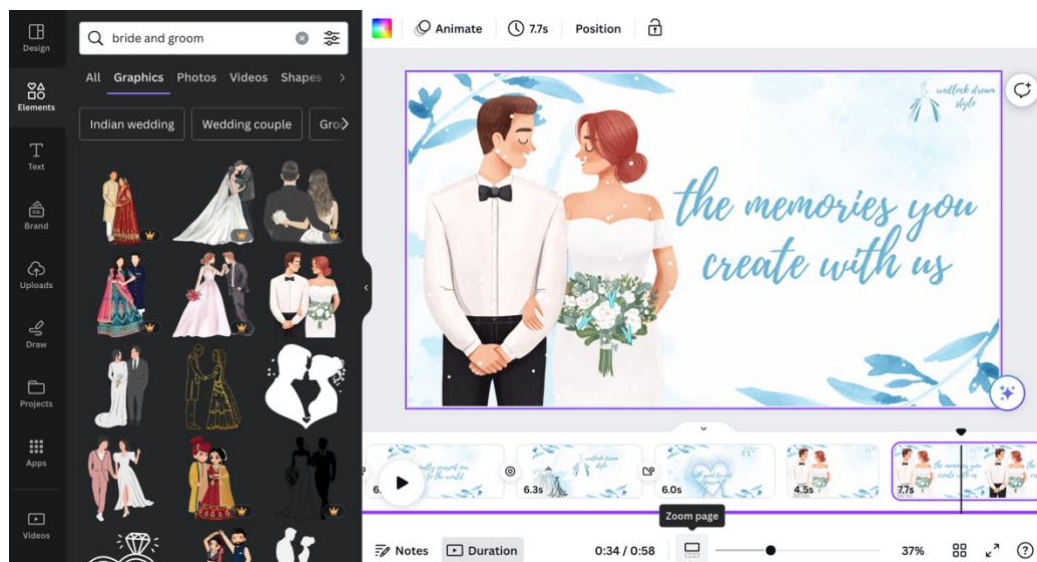 Design
Elements
Text
Brand
Uploads
Draw
Projects
Apps
Videos
bride and groom
All Graphics Photos Videos Shapes
Indian wedding Wedding couple
Animate 7.7s Position
wedlock dream
style
the memories you
create with us
6.3s
6.0s
4.5s
7.7s
Zoom page
Notes Duration 0:34 / 0:58 37%